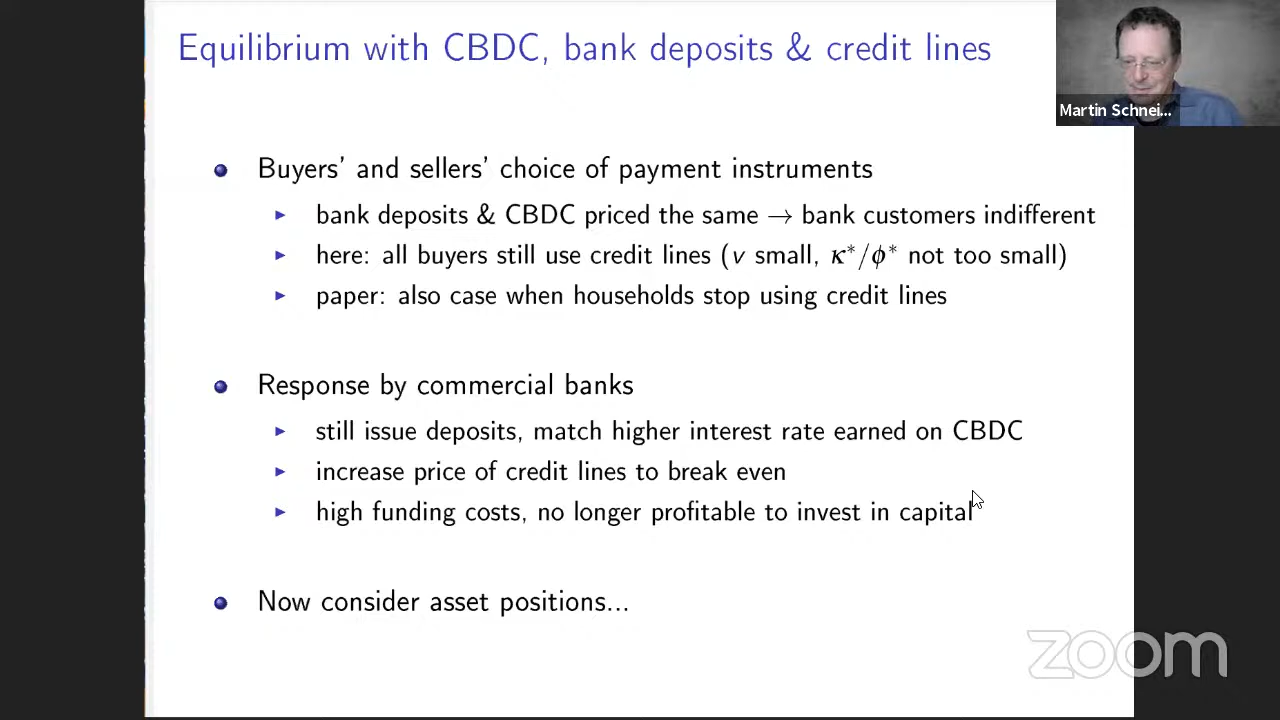 Equilibrium with CBDC, bank deposits & credit lines
Martin Schnei...
Buyers' and sellers' choice of payment instruments
bank deposits & CBDC priced the same → bank customers indifferent
here: all buyers still use credit lines (v small, κ*/ϕ* not too small)
paper: also case when households stop using credit lines
Response by commercial banks
still issue deposits, match higher interest rate earned on CBDC
increase price of credit lines to break even
high funding costs, no longer profitable to invest in capital
Now consider asset positions...
zoom